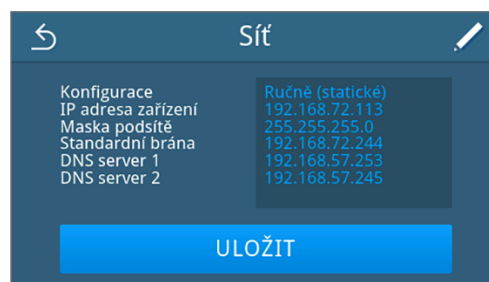 Síť
Konfigurace Ručně (statické)
IP adresa zařízení 192.168.72.113
Maska podsítě 255.255.255.0
Standardní brána 192.168.72.244
DNS server 1 192.168.57.253
DNS server 2 192.168.57.245
ULOŽIT